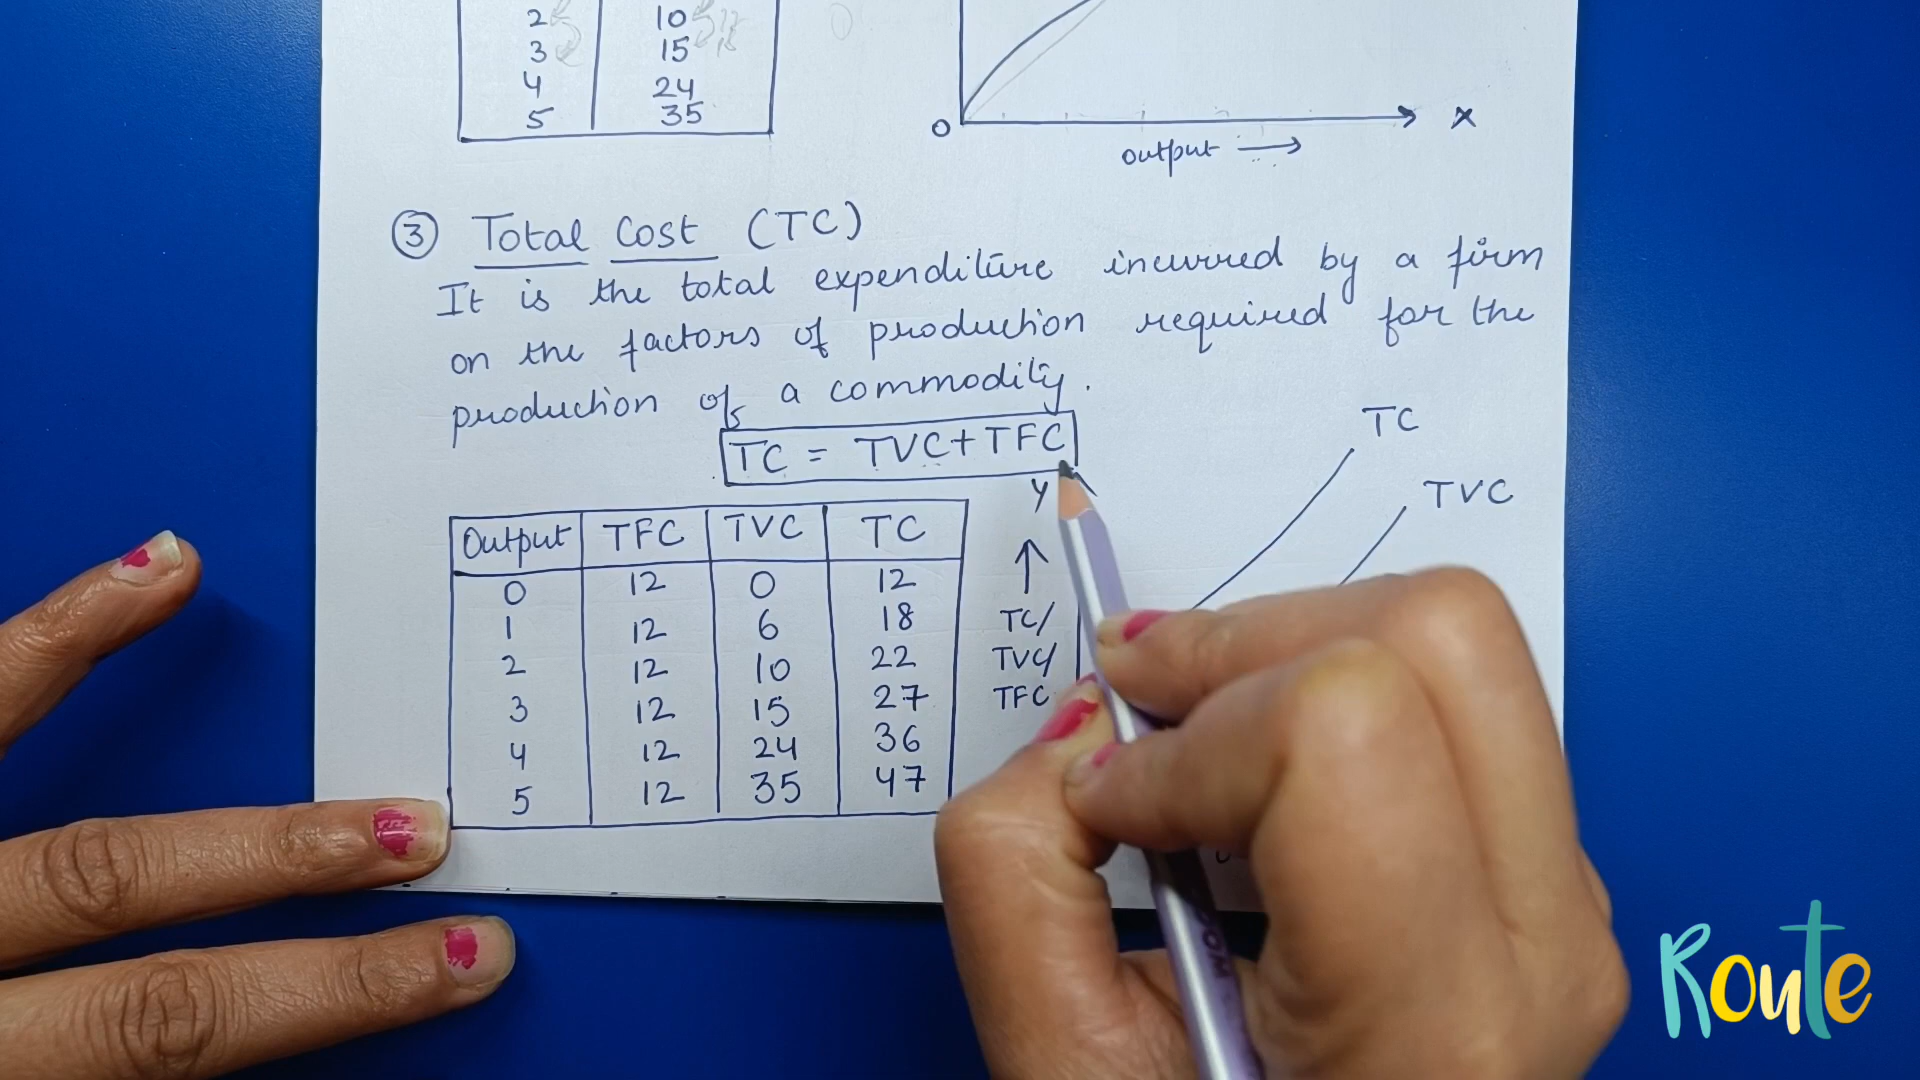 2 10
3 15
4 24
5 35
O
X
output
③ Total Cost (TC)
It is the total expenditure incurred by a firm
on the factors of production required for the
production of a commodity.
TC = TVC + TFC
TC
TVC
y
Output TFC TVC TC
0 12 0 12
1 12 6 18
2 12 10 22
3 12 15 27
4 12 24 36
5 12 35 47
TC/
TVC/
TFC
Route